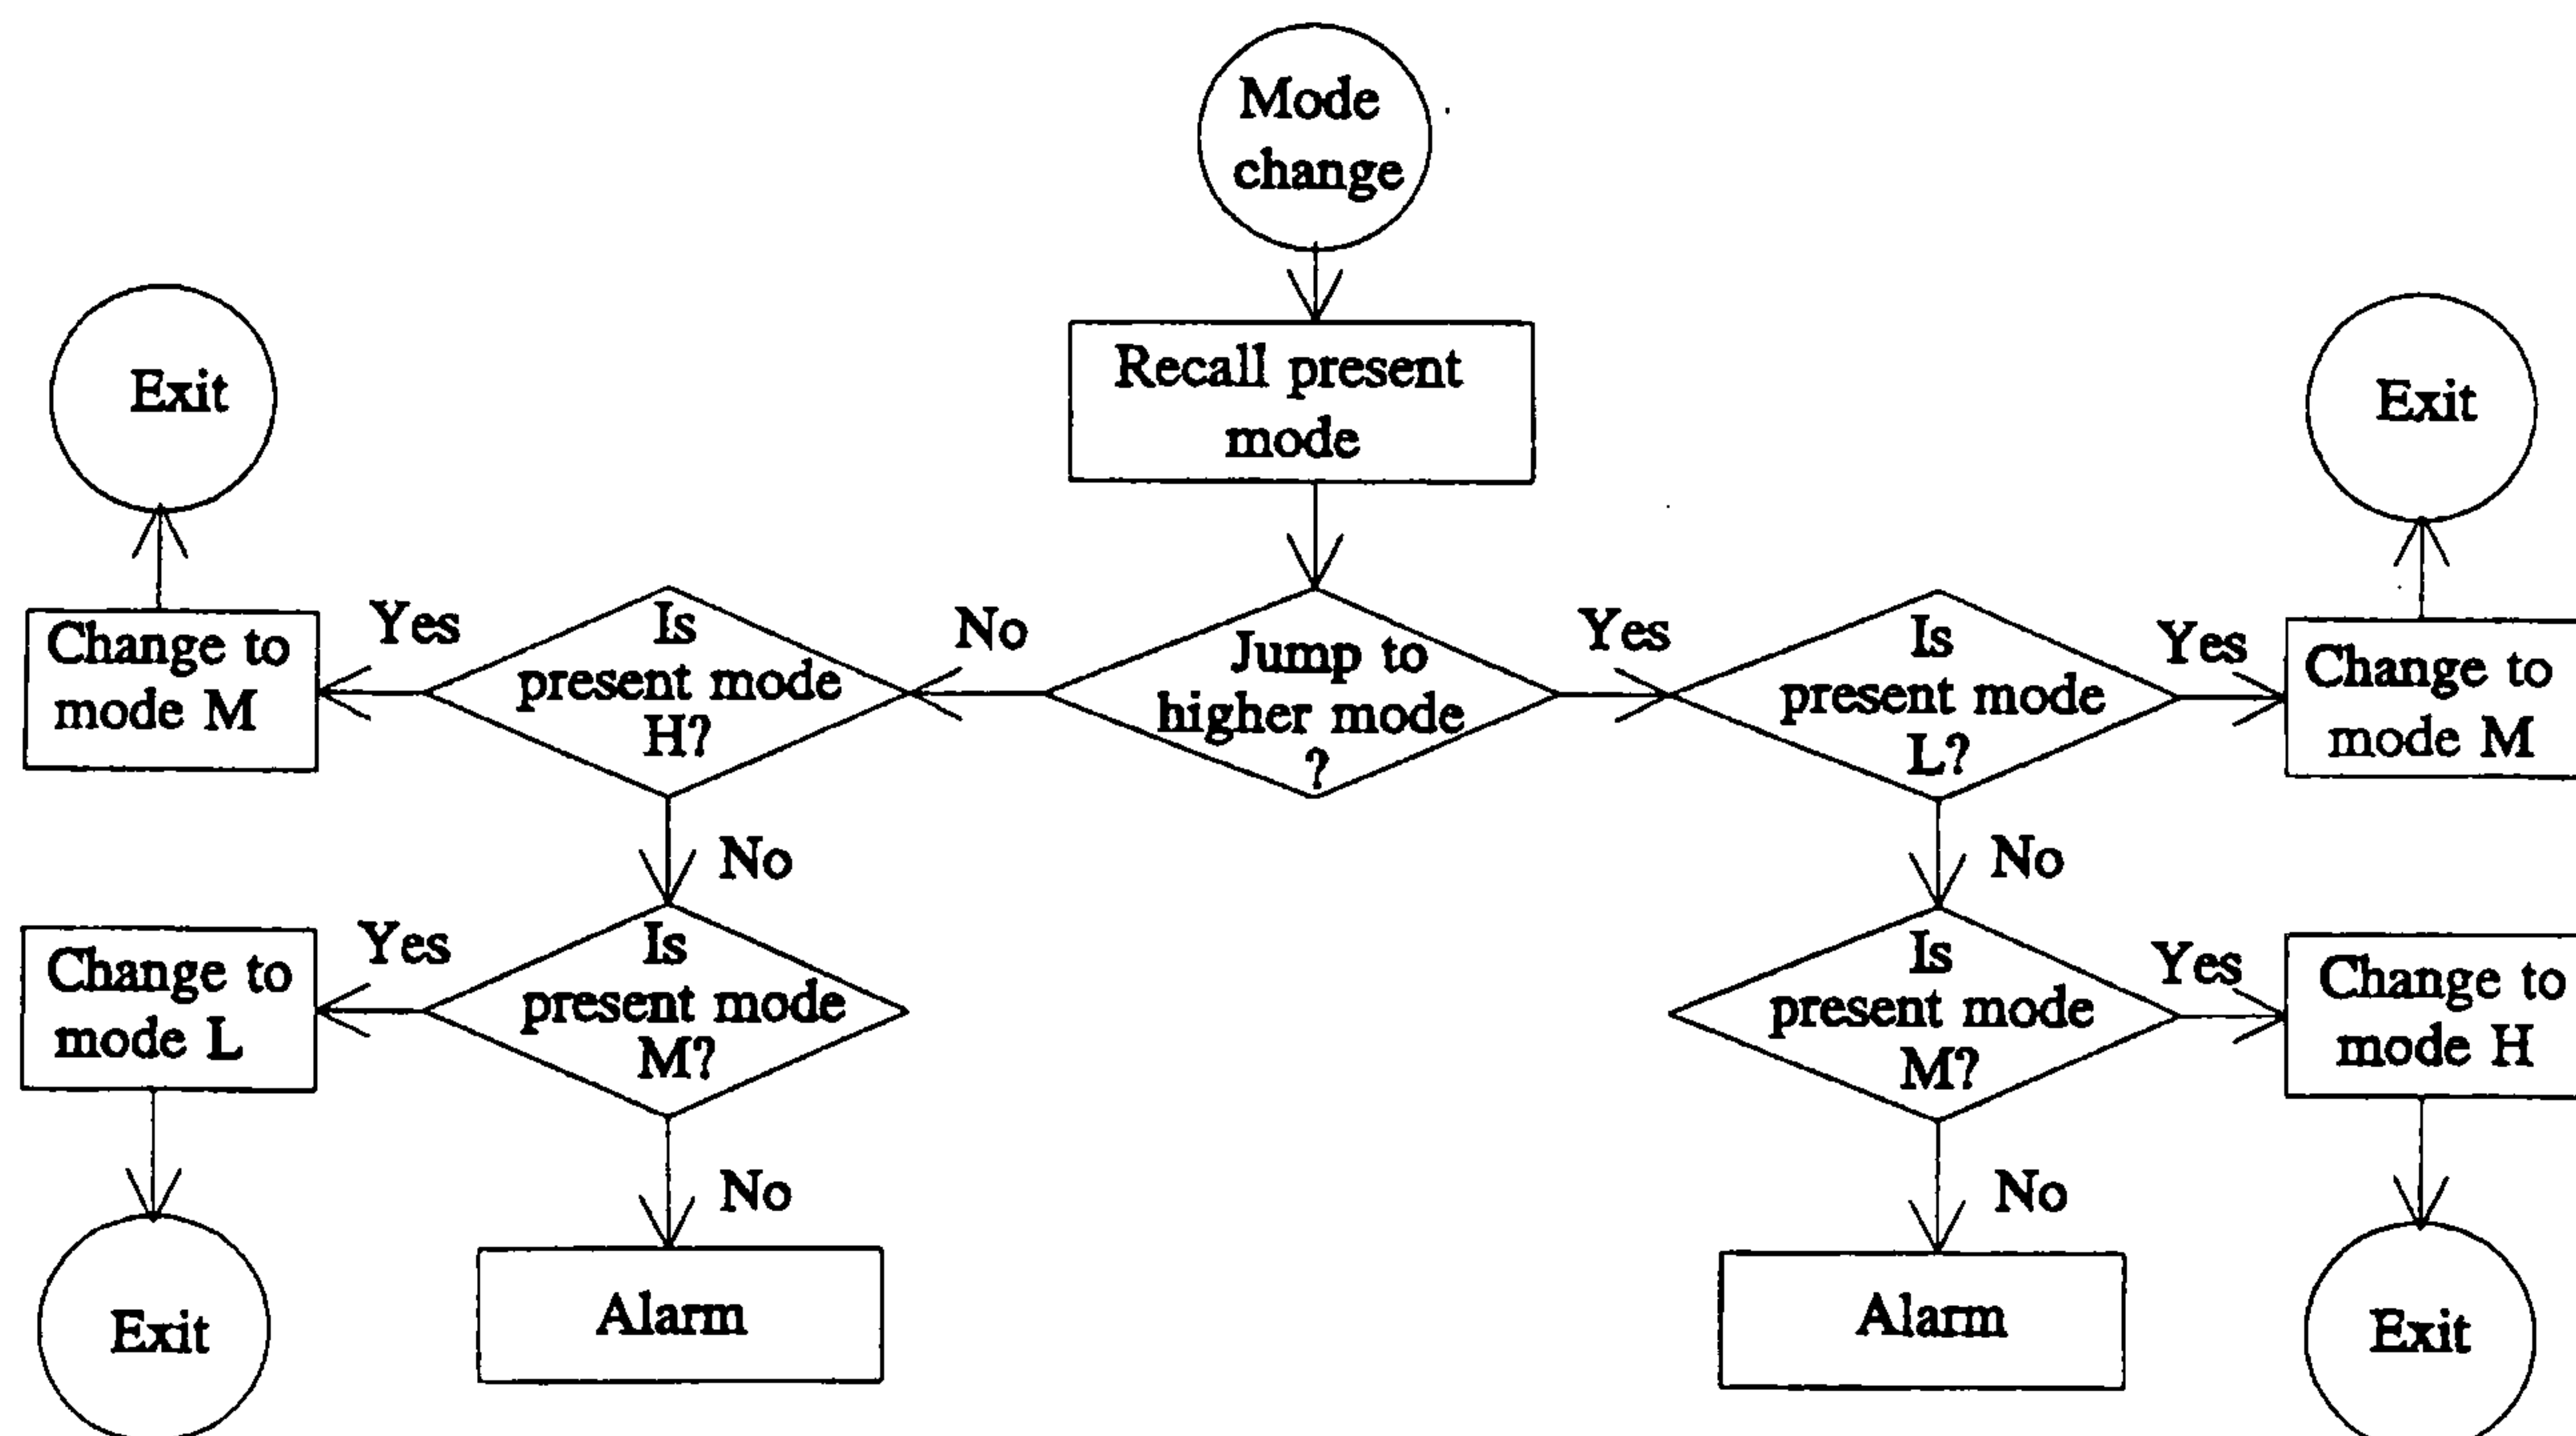 Mode
change
Recall present
mode
Exit
Exit
Change to
mode M
Yes
Is
present mode
H?
No
Jump to
higher mode
?
Yes
Is
present mode
L?
Yes
Change to
mode M
No
No
Change to
mode L
Yes
Is
present mode
M?
Is
present mode
M?
Yes
Change to
mode H
No
No
Exit
Alarm
Alarm
Exit